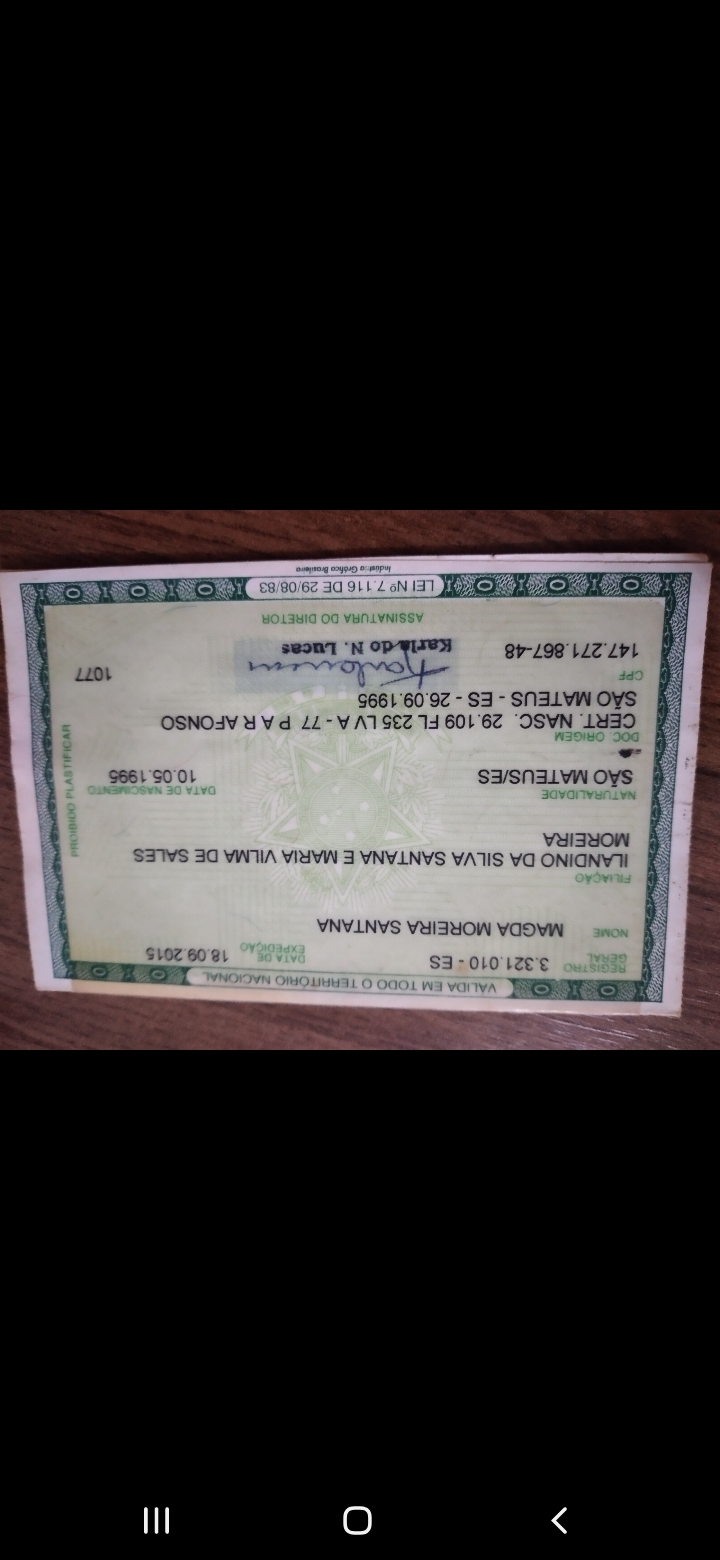 VALIDA EM TODO O TERRITÓRIO NACIONAL
REGISTRO GERAL 3.321.010 - ES DATA DE EXPEDIÇÃO 18.09.2015
NOME MAGDA MOREIRA SANTANA
FILIAÇÃO
ILANDINO DA SILVA SANTANA E MARIA VILMA DE SALES
MOREIRA
NATURALIDADE DATA DE NASCIMENTO
SÃO MATEUS/ES 10.05.1995
DOC. ORIGEM
CERT. NASC. 29.109 FL 235 LV A - 77 P A R AFONSO
SÃO MATEUS - ES - 26.09.1995
CPF
147.271.867-48
1077
Karla do N. Lucas
ASSINATURA DO DIRETOR
LEI Nº 7.116 DE 29/08/83
Indústria Gráfica Brasileira
PROIBIDO PLASTIFICAR